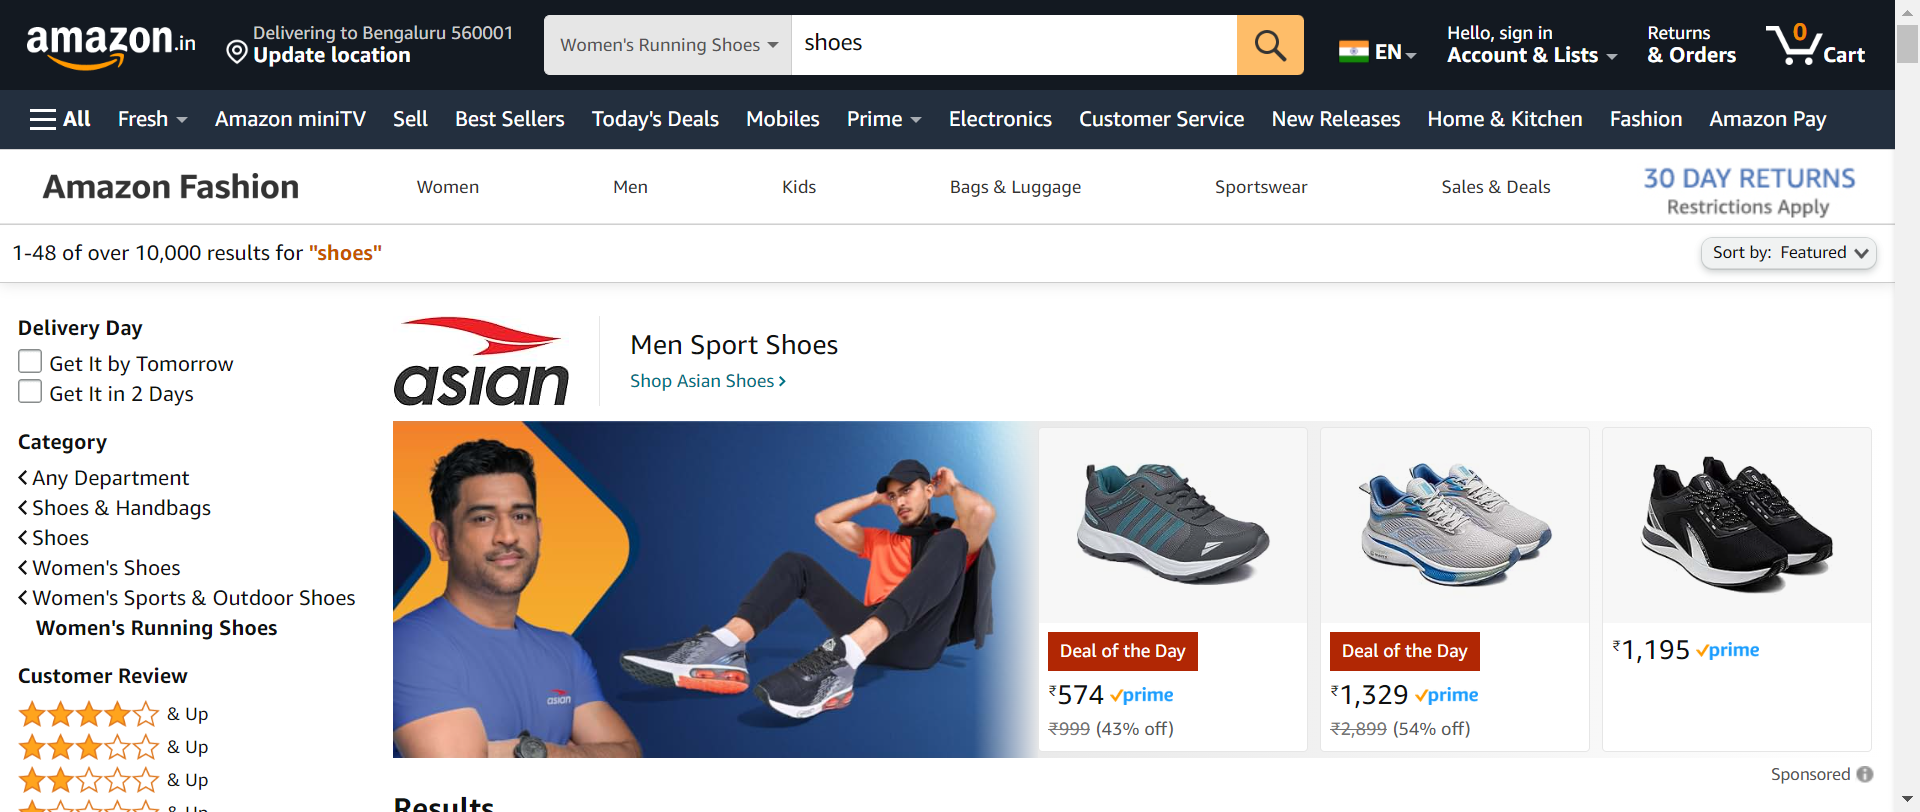 amazon.in
Delivering to Bengaluru 560001
Update location
Women's Running Shoes
shoes
EN
Hello, sign in
Account & Lists
Returns
& Orders
0
Cart
All
Fresh
Amazon miniTV
Sell
Best Sellers
Today's Deals
Mobiles
Prime
Electronics
Customer Service
New Releases
Home & Kitchen
Fashion
Amazon Pay
Amazon Fashion
Women
Men
Kids
Bags & Luggage
Sportswear
Sales & Deals
30 DAY RETURNS
Restrictions Apply
1-48 of over 10,000 results for "shoes"
Sort by: Featured
Delivery Day
Get It by Tomorrow
Get It in 2 Days
Category
Any Department
Shoes & Handbags
Shoes
Women's Shoes
Women's Sports & Outdoor Shoes
Women's Running Shoes
Customer Review
& Up
& Up
& Up
& Up
asian
Men Sport Shoes
Shop Asian Shoes
asian
Deal of the Day
₹574 prime
₹999 (43% off)
Deal of the Day
₹1,329 prime
₹2,899 (54% off)
₹1,195 prime
Sponsored
Results